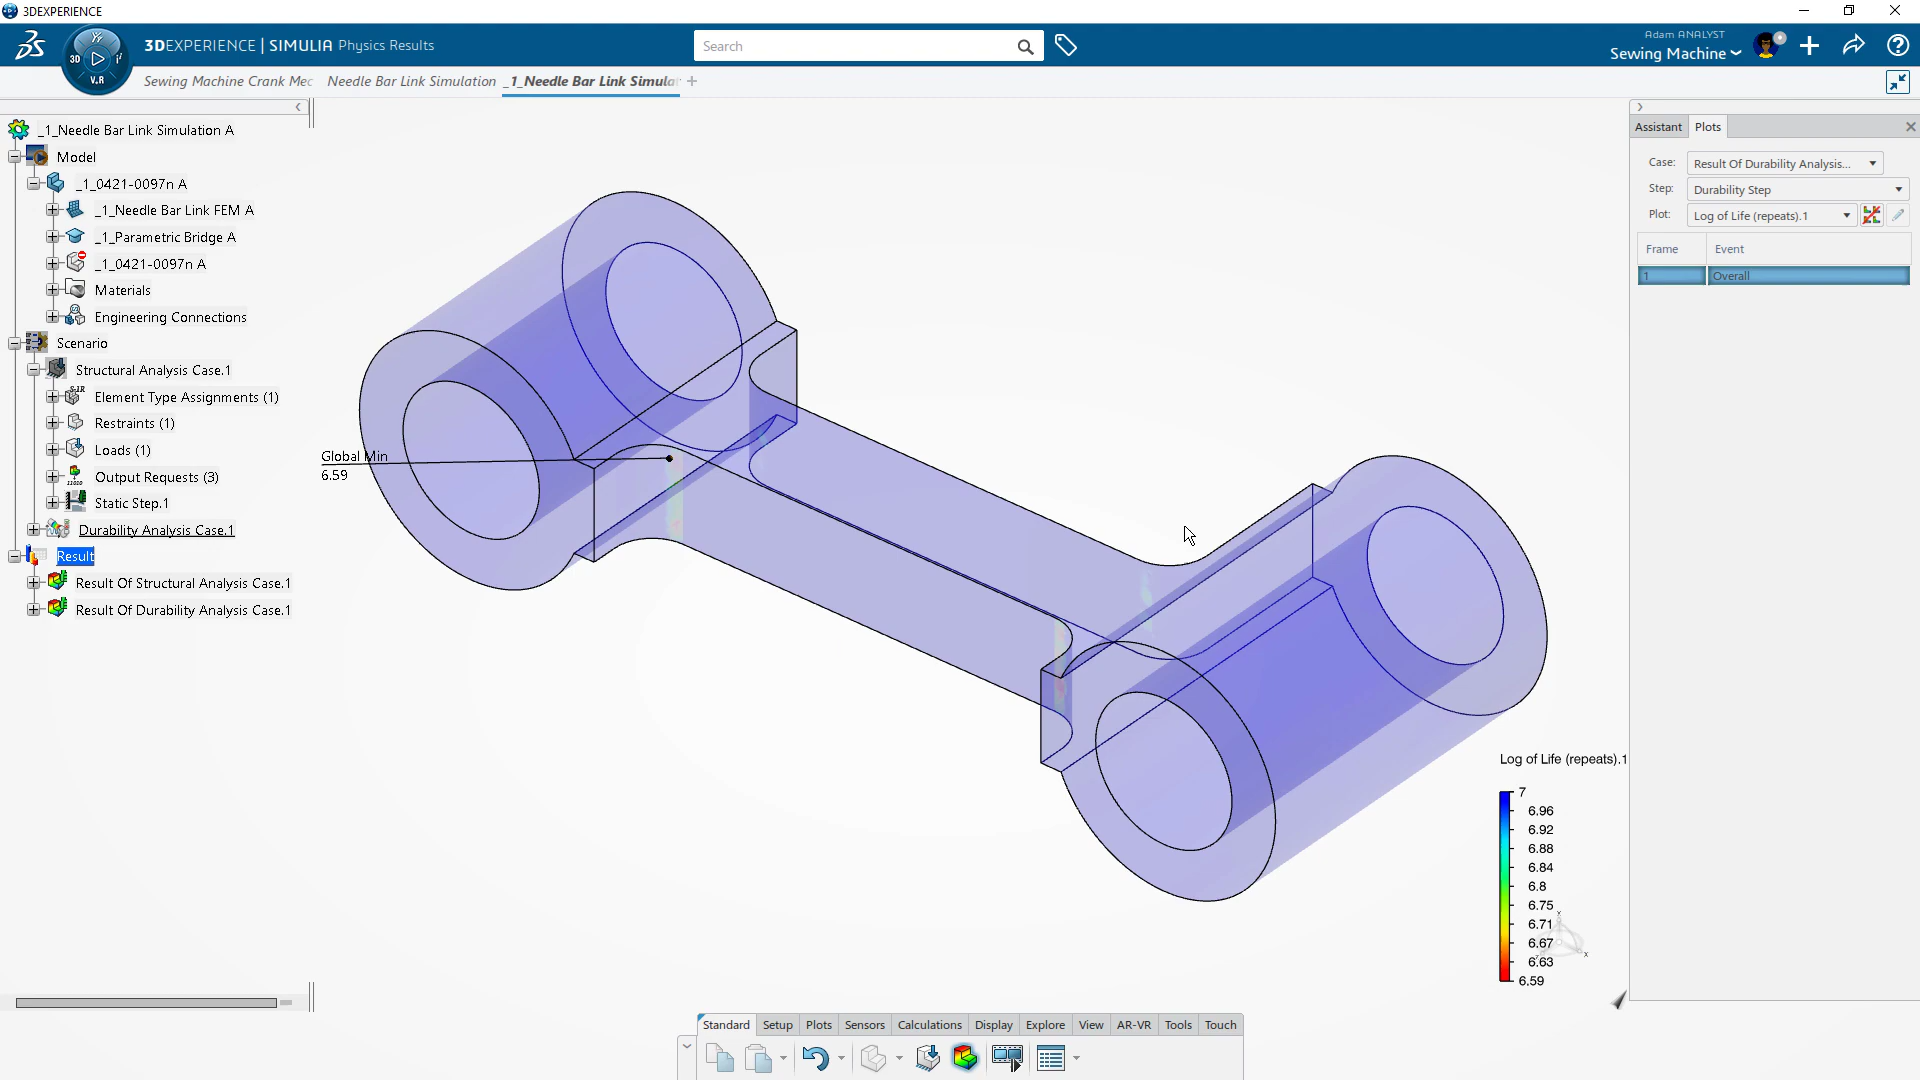 3DEXPERIENCE
3DEXPERIENCE | SIMULIA Physics Results
3D
V.R
Search
Adam ANALYST
Sewing Machine
Sewing Machine Crank Mec
Needle Bar Link Simulation
_1_Needle Bar Link Simula
_1_Needle Bar Link Simulation A
Model
_1_0421-0097n A
_1_Needle Bar Link FEM A
_1_Parametric Bridge A
_1_0421-0097n A
Materials
Engineering Connections
Scenario
Structural Analysis Case.1
Element Type Assignments (1)
Restraints (1)
Loads (1)
Output Requests (3)
Static Step.1
Durability Analysis Case.1
Result
Result Of Structural Analysis Case.1
Result Of Durability Analysis Case.1
Global Min
6.59
Log of Life (repeats).1
7
6.96
6.92
6.88
6.84
6.8
6.75
6.71
6.67
6.63
6.59
Assistant
Plots
Case:
Result Of Durability Analysis...
Step:
Durability Step
Plot:
Log of Life (repeats).1
Frame
Event
1
Overall
Standard
Setup
Plots
Sensors
Calculations
Display
Explore
View
AR-VR
Tools
Touch